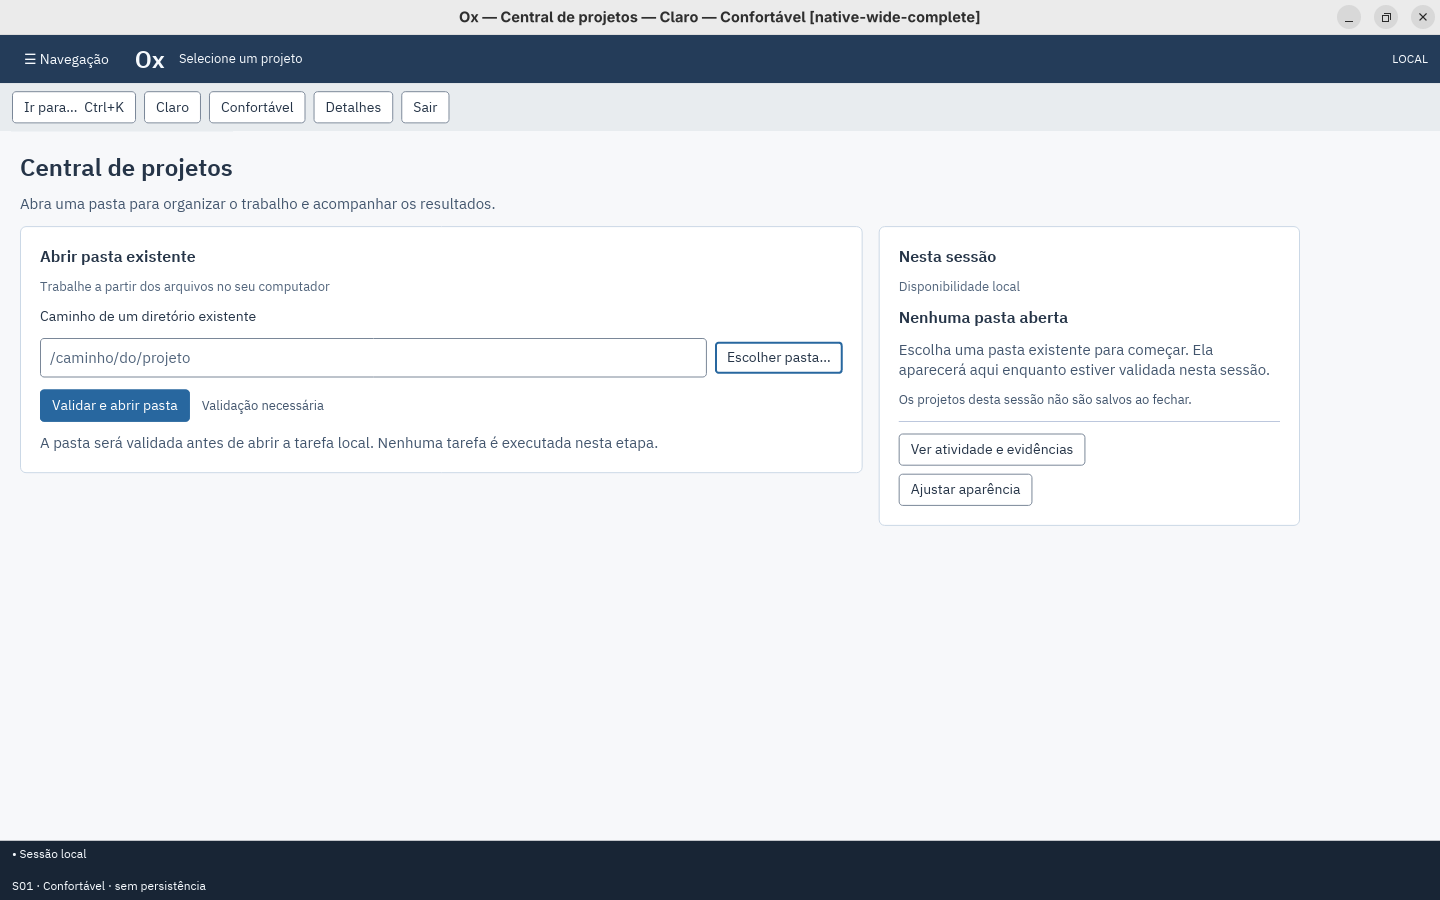 Ox — Central de projetos — Claro — Confortável [native-wide-complete]
☰ Navegação Ox Selecione um projeto LOCAL
Ir para... Ctrl+K Claro Confortável Detalhes Sair
Central de projetos
Abra uma pasta para organizar o trabalho e acompanhar os resultados.
Abrir pasta existente
Trabalhe a partir dos arquivos no seu computador
Caminho de um diretório existente
/caminho/do/projeto Escolher pasta...
Validar e abrir pasta Validação necessária
A pasta será validada antes de abrir a tarefa local. Nenhuma tarefa é executada nesta etapa.
Nesta sessão
Disponibilidade local
Nenhuma pasta aberta
Escolha uma pasta existente para começar. Ela
aparecerá aqui enquanto estiver validada nesta sessão.
Os projetos desta sessão não são salvos ao fechar.
Ver atividade e evidências
Ajustar aparência
• Sessão local
S01 · Confortável · sem persistência